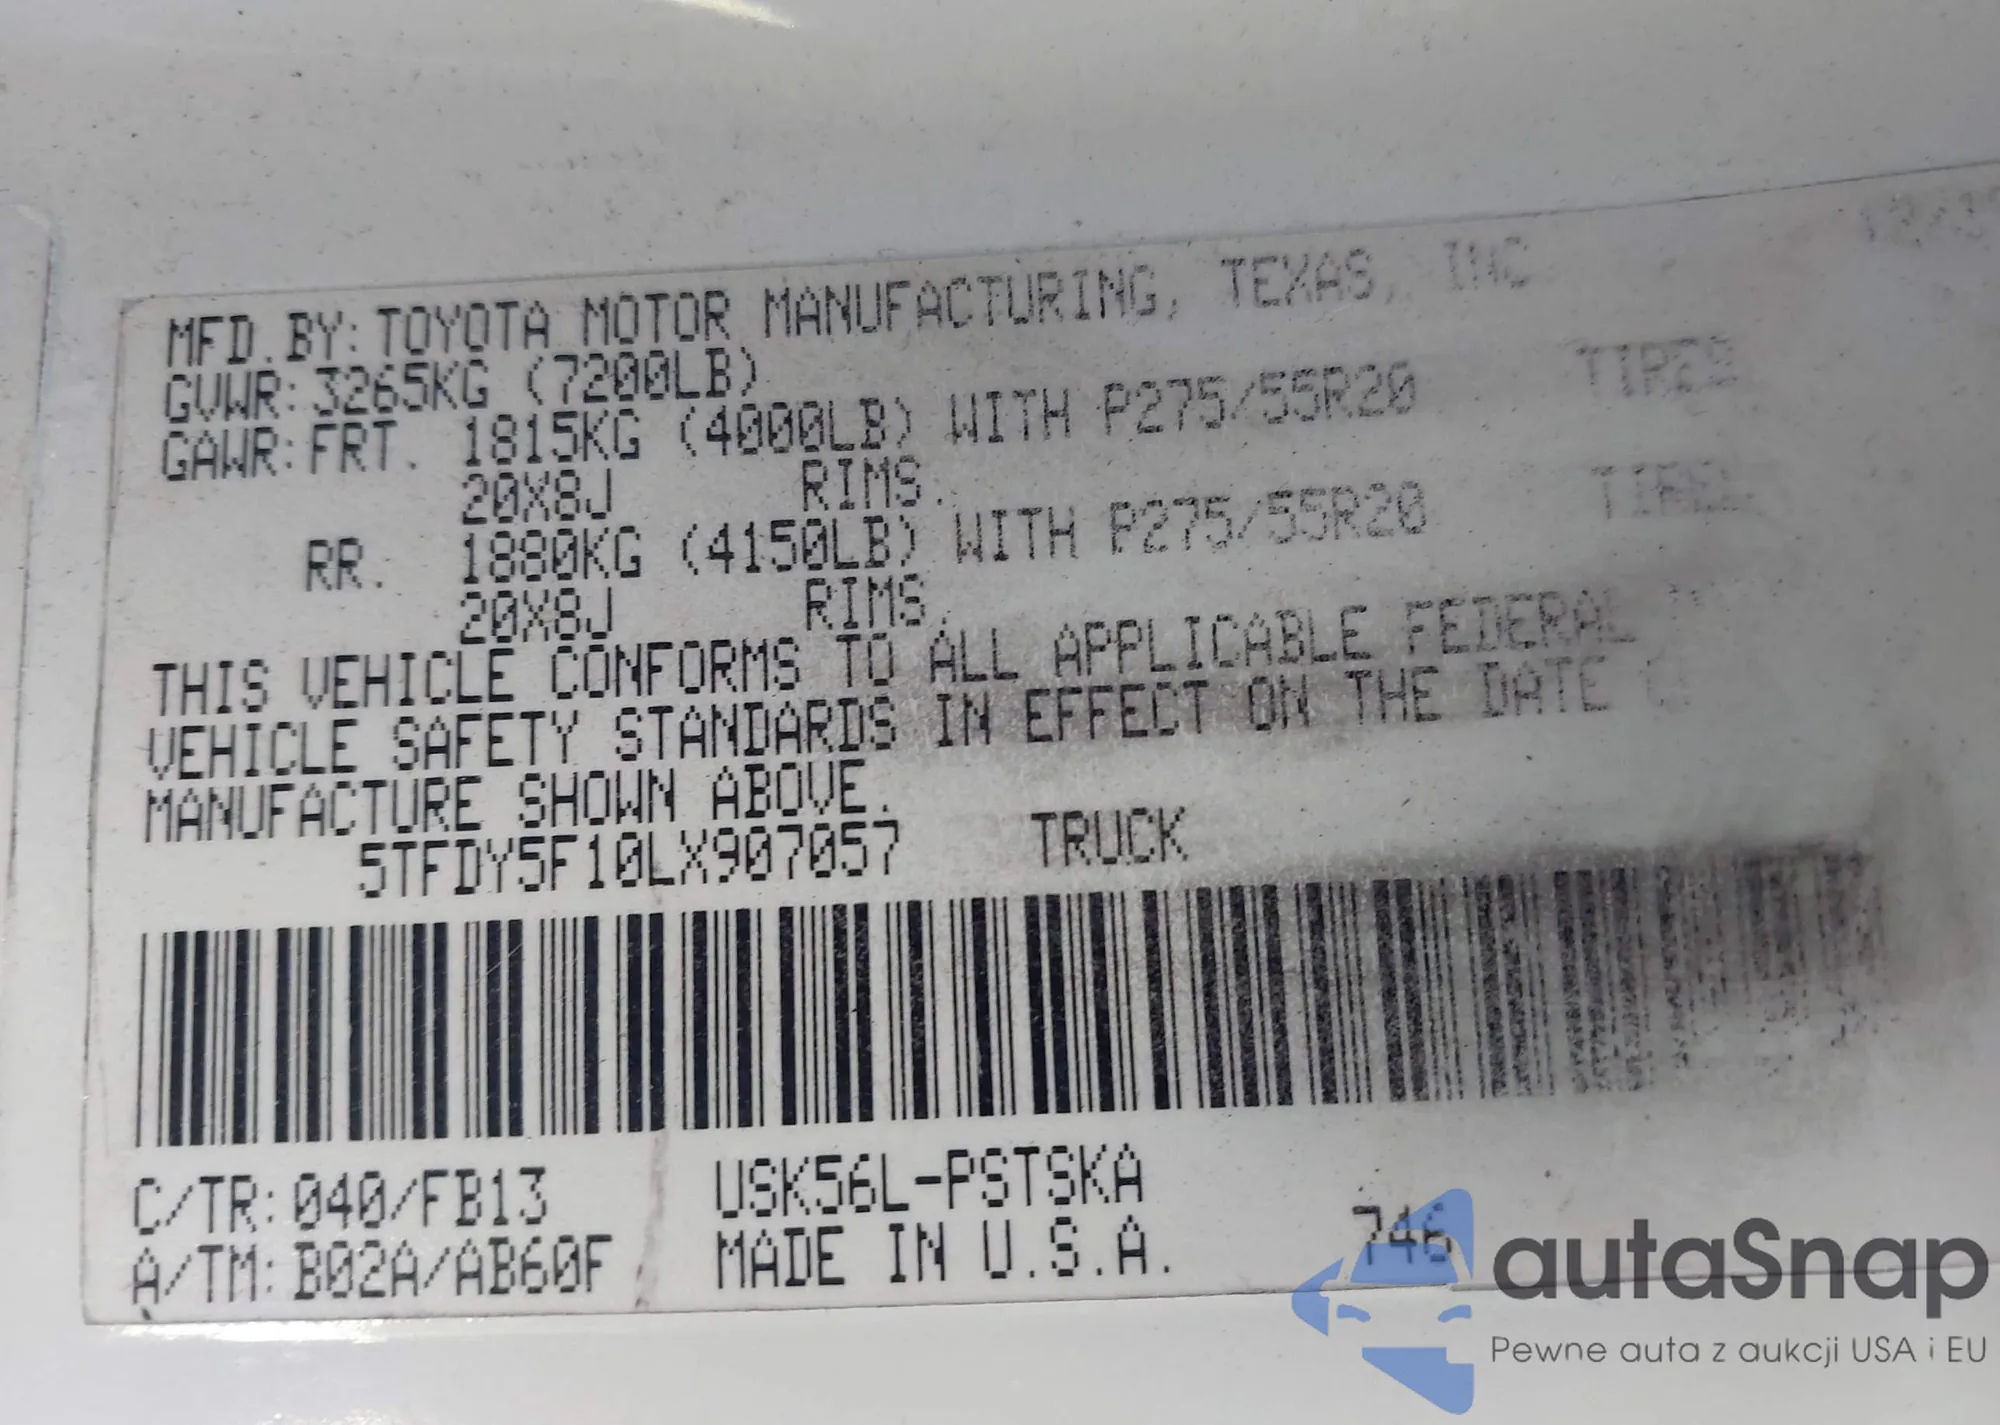 MFD.BY:TOYOTA MOTOR MANUFACTURING, TEXAS, INC
GVWR:3265KG (7200LB)
GAWR:FRT. 1815KG (4000LB) WITH P275/55R20 TIRES
20X8J RIMS.
RR. 1880KG (4150LB) WITH P275/55R20 TIRES
20X8J RIMS.
THIS VEHICLE CONFORMS TO ALL APPLICABLE FEDERAL
VEHICLE SAFETY STANDARDS IN EFFECT ON THE DATE
MANUFACTURE SHOWN ABOVE.
5TFDY5F10LX907057 TRUCK
C/TR:040/FB13 USK56L-PSTSKA
A/TM:B02A/AB60F MADE IN U.S.A. 746
autaSnap
Pewne auta z aukcji USA i EU